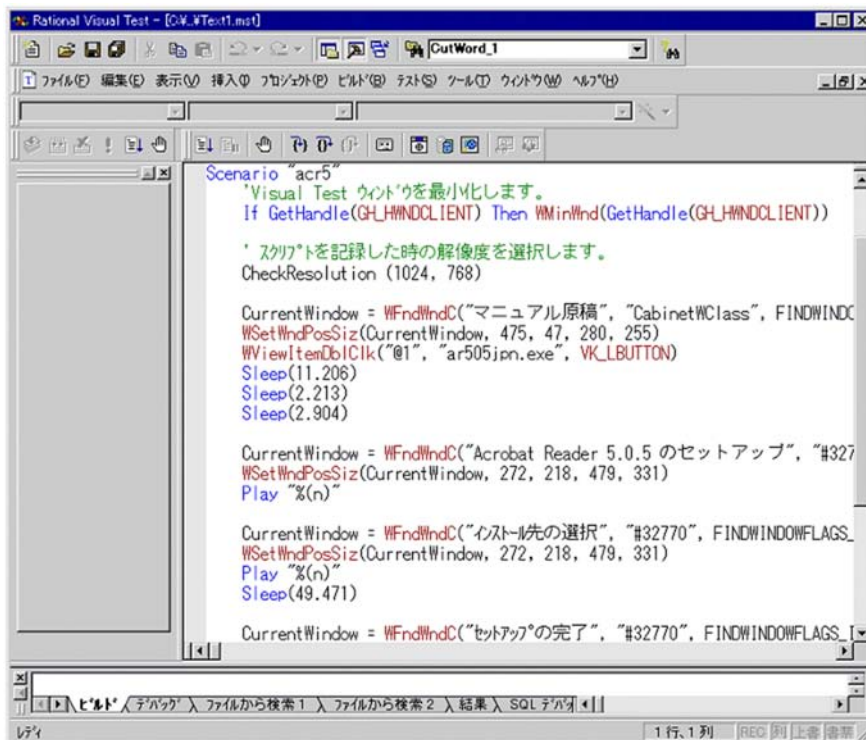 Rational Visual Test - [C:¥..¥Text1.mst]
CutWord_1
ファイル(F) 編集(E) 表示(V) 挿入(I) プロジェクト(P) ビルド(B) テスト(S) ツール(T) ウィンドウ(W) ヘルプ(H)
Scenario "acr5"
'Visual Test ウィンドウを最小化します。
If GetHandle(GH_HWNDCLIENT) Then WMinWnd(GetHandle(GH_HWNDCLIENT))
' スクリプトを記録した時の解像度を選択します。
CheckResolution (1024, 768)
CurrentWindow = WFndWndC("マニュアル原稿", "CabinetWClass", FINDWINDO
WSetWndPosSiz(CurrentWindow, 475, 47, 280, 255)
WViewItemDblClk("@1", "ar505jpn.exe", VK_LBUTTON)
Sleep(11.206)
Sleep(2.213)
Sleep(2.904)
CurrentWindow = WFndWndC("Acrobat Reader 5.0.5 のセットアップ", "#327
WSetWndPosSiz(CurrentWindow, 272, 218, 479, 331)
Play "%(n)"
CurrentWindow = WFndWndC("インストール先の選択", "#32770", FINDWINDOWFLAGS_
WSetWndPosSiz(CurrentWindow, 272, 218, 479, 331)
Play "%(n)"
Sleep(49.471)
CurrentWindow = WFndWndC("セットアップの完了", "#32770", FINDWINDOWFLAGS_I
ビルド デバッグ ファイルから検索 1 ファイルから検索 2 結果 SQL デバッグ
レディ 1 行、1 列 REC 列 上書 書禁